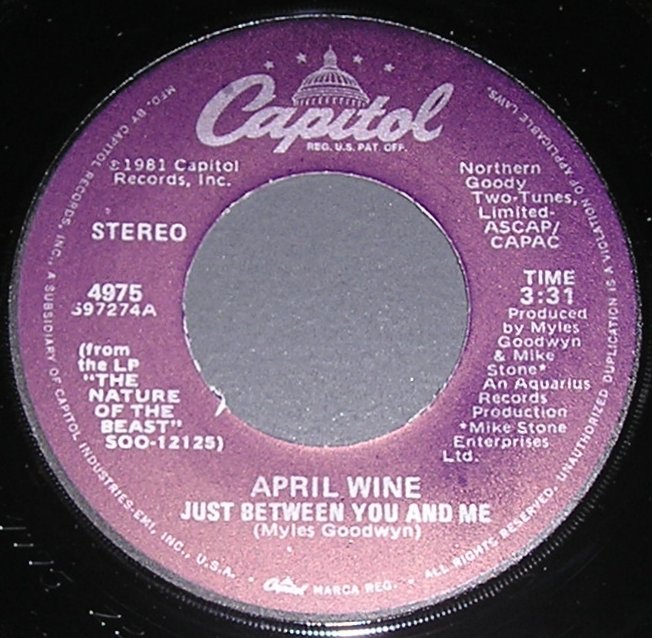 Capitol
REG. U.S. PAT. OFF.
℗1981 Capitol
Records, Inc.
STEREO
4975
S97274A
(from
the LP
"THE
NATURE
OF THE
BEAST"
SOO-12125)
Northern
Goody
Two-Tunes,
Limited-
ASCAP/
CAPAC
TIME
3:31
Produced
by Myles
Goodwyn
& Mike
Stone*
An Aquarius
Records
Production
*Mike Stone
Enterprises
Ltd.
APRIL WINE
JUST BETWEEN YOU AND ME
(Myles Goodwyn)
MFD. BY CAPITOL RECORDS, INC., A SUBSIDIARY OF CAPITOL INDUSTRIES-EMI, INC., U.S.A. • Capitol MARCA REG. • ALL RIGHTS RESERVED. UNAUTHORIZED DUPLICATION IS A VIOLATION OF APPLICABLE LAWS.